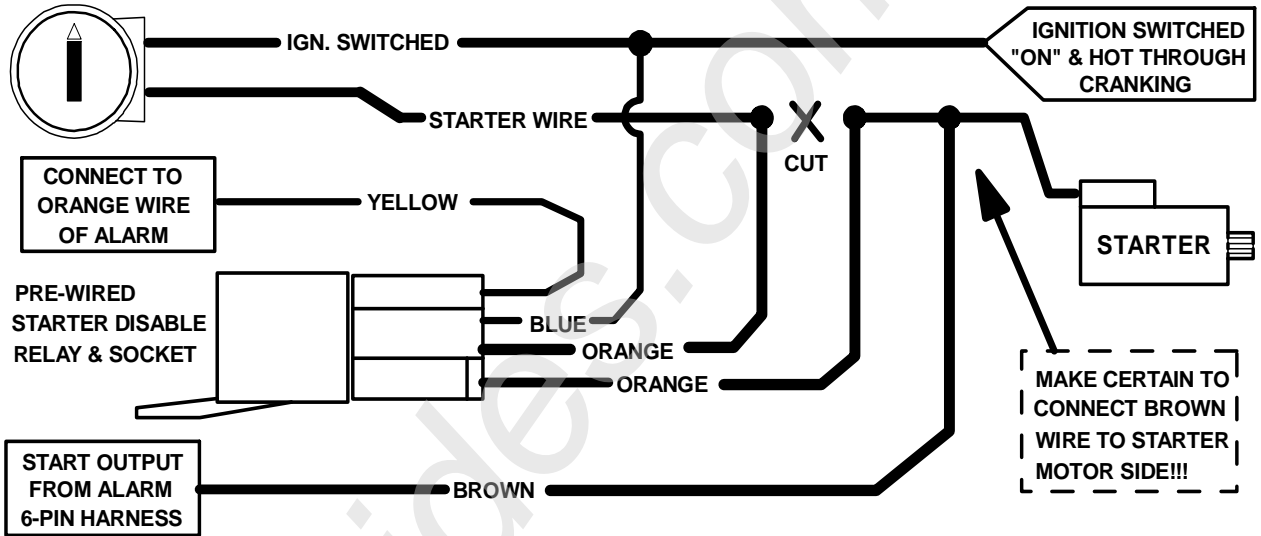 IGN. SWITCHED
IGNITION SWITCHED
"ON" & HOT THROUGH
CRANKING
STARTER WIRE
CUT
CONNECT TO
ORANGE WIRE
OF ALARM
YELLOW
STARTER
PRE-WIRED
STARTER DISABLE
RELAY & SOCKET
BLUE
ORANGE
ORANGE
MAKE CERTAIN TO
CONNECT BROWN
WIRE TO STARTER
MOTOR SIDE!!!
START OUTPUT
FROM ALARM
6-PIN HARNESS
BROWN
ides.com